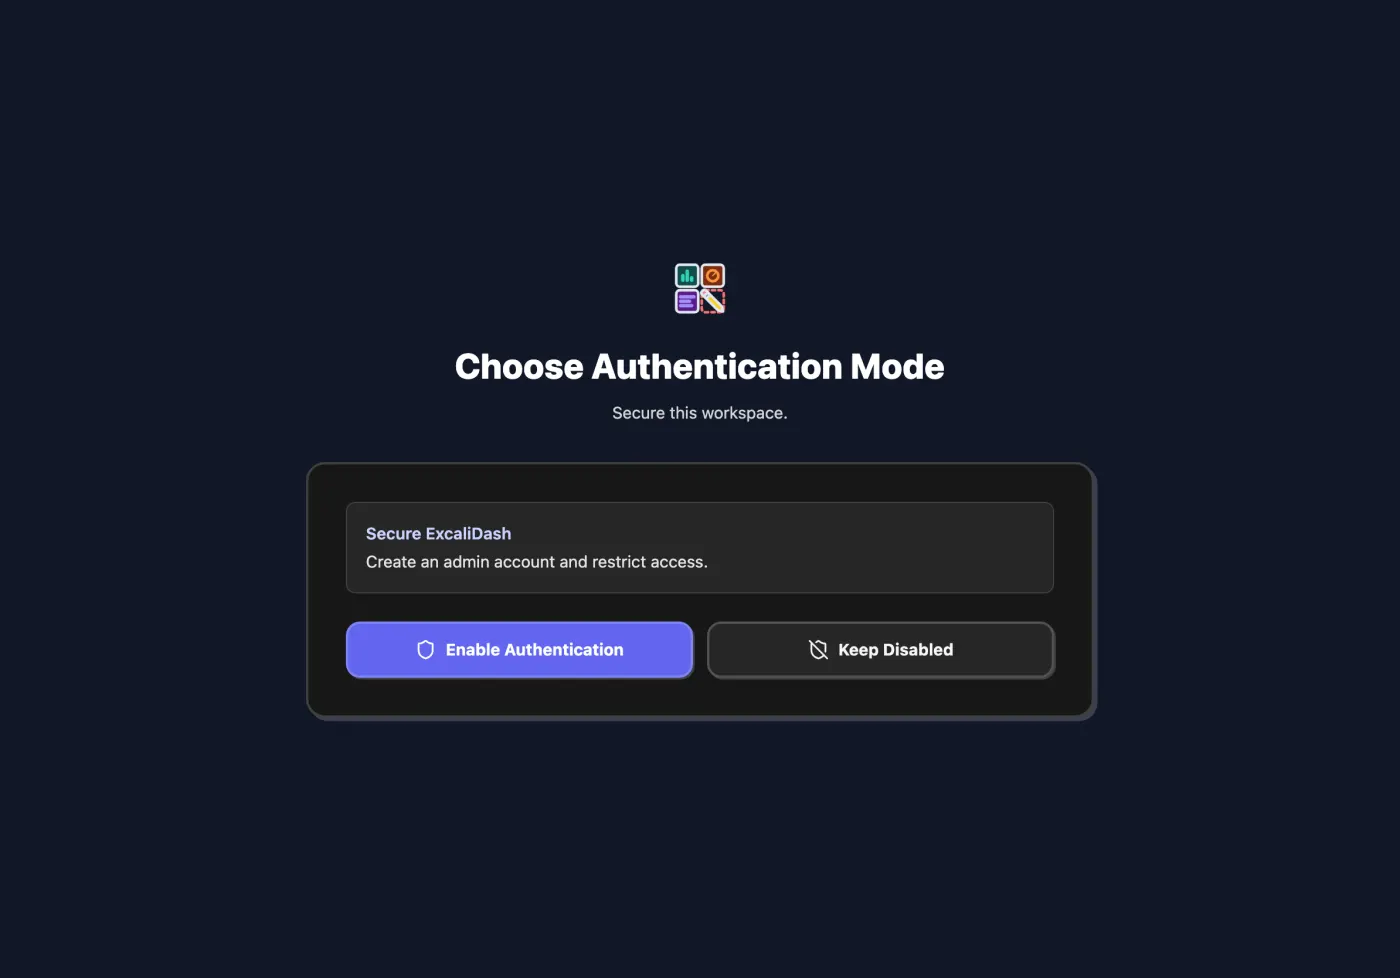 Choose Authentication Mode
Secure this workspace.
Secure ExcaliDash
Create an admin account and restrict access.
Enable Authentication
Keep Disabled